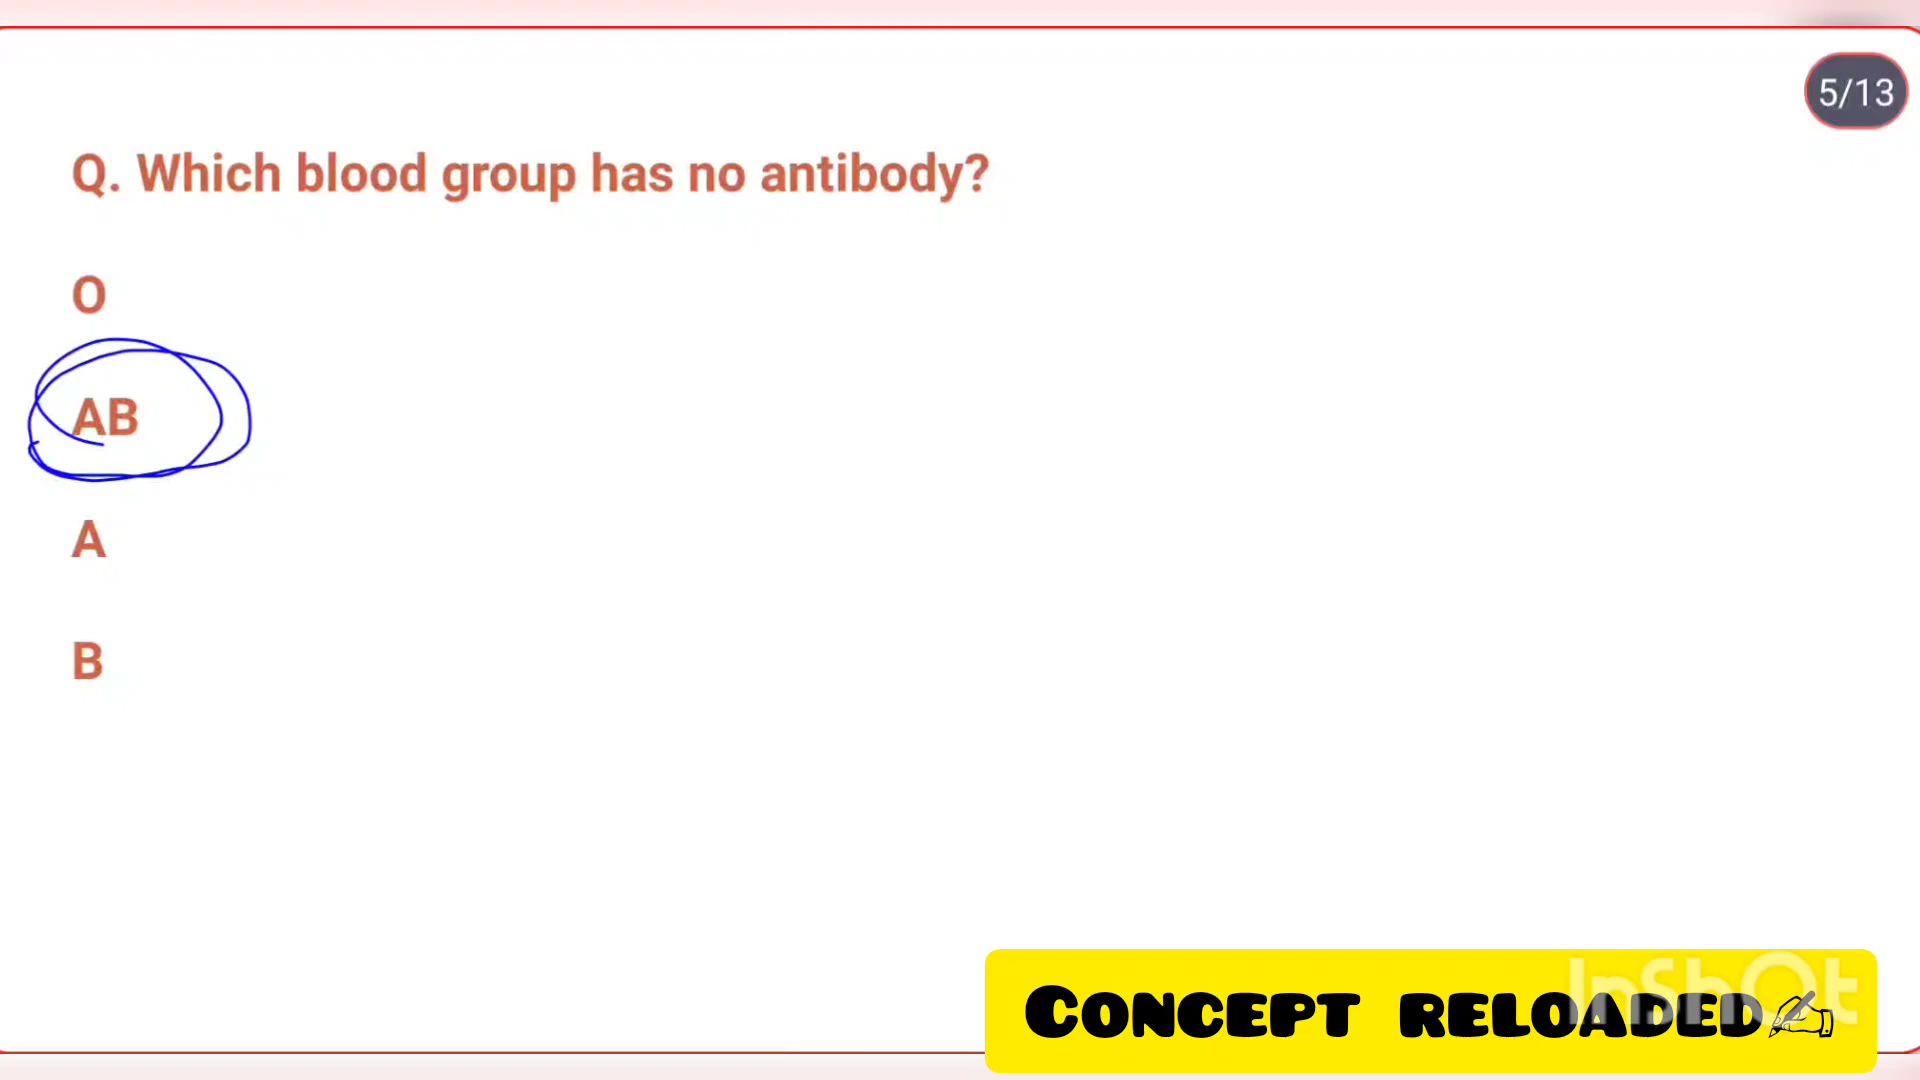 5/13
Q. Which blood group has no antibody?
O
AB
A
B
InShOt
CONCEPT RELOADED✍